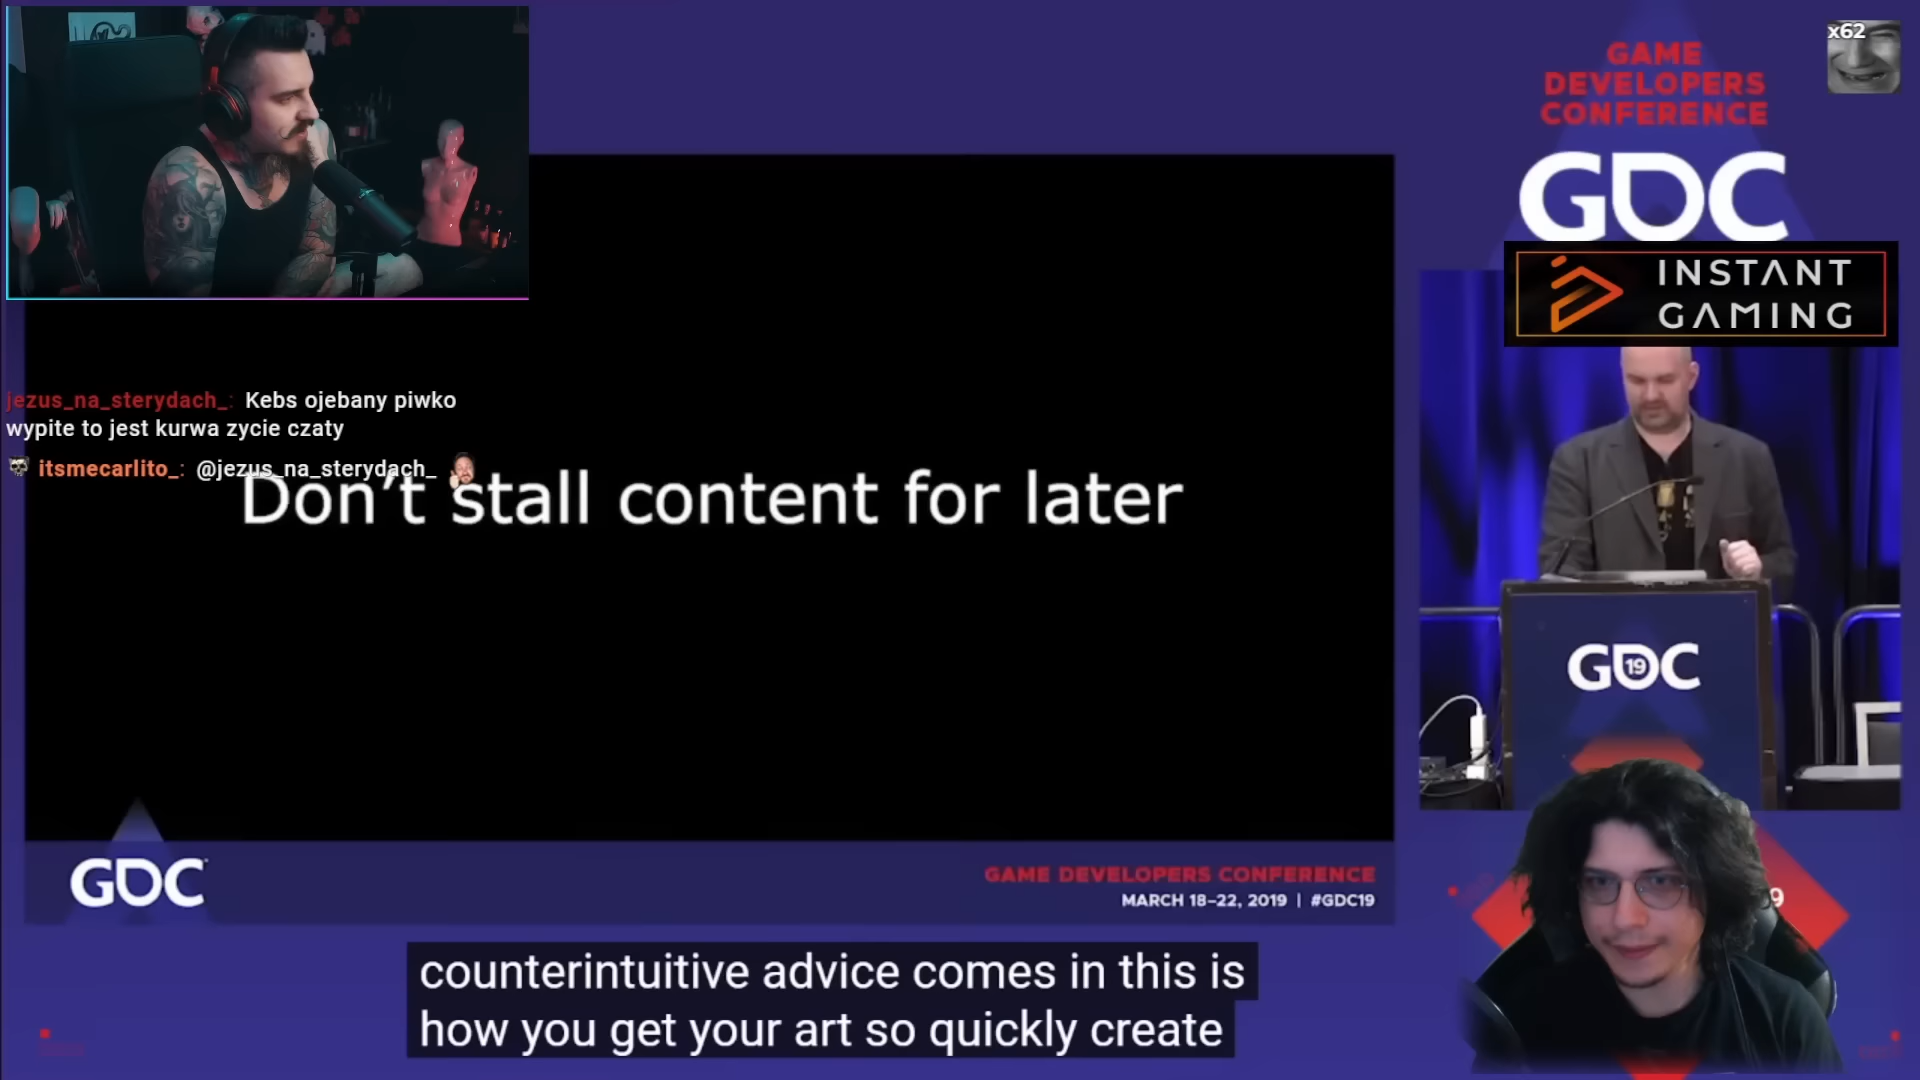 x62
GAME
DEVELOPERS
CONFERENCE
GDC
INSTANT
GAMING
jezus_na_sterydach_: Kebs ojebany piwko
wypite to jest kurwa zycie czaty
itsmecarlito_: @jezus_na_sterydach_
Don't stall content for later
GDC 19
GDC
GAME DEVELOPERS CONFERENCE
MARCH 18-22, 2019 | #GDC19
9
counterintuitive advice comes in this is
how you get your art so quickly create